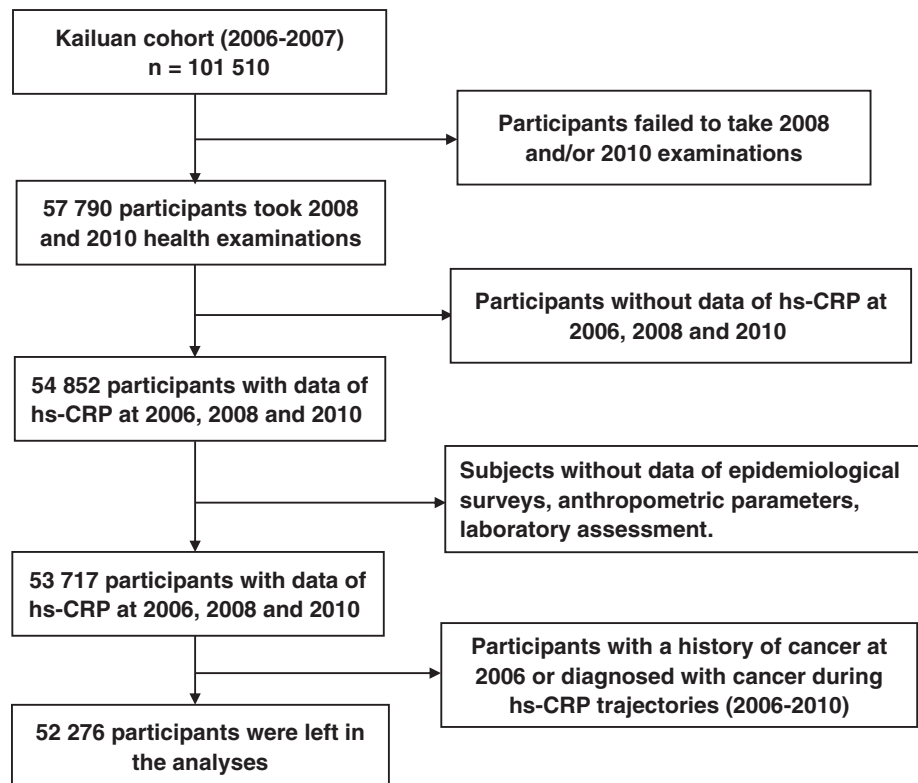 Kailuan cohort (2006-2007)
n = 101 510
Participants failed to take 2008
and/or 2010 examinations
57 790 participants took 2008
and 2010 health examinations
Participants without data of hs-CRP at
2006, 2008 and 2010
54 852 participants with data of
hs-CRP at 2006, 2008 and 2010
Subjects without data of epidemiological
surveys, anthropometric parameters,
laboratory assessment.
53 717 participants with data of
hs-CRP at 2006, 2008 and 2010
Participants with a history of cancer at
2006 or diagnosed with cancer during
hs-CRP trajectories (2006-2010)
52 276 participants were left in
the analyses